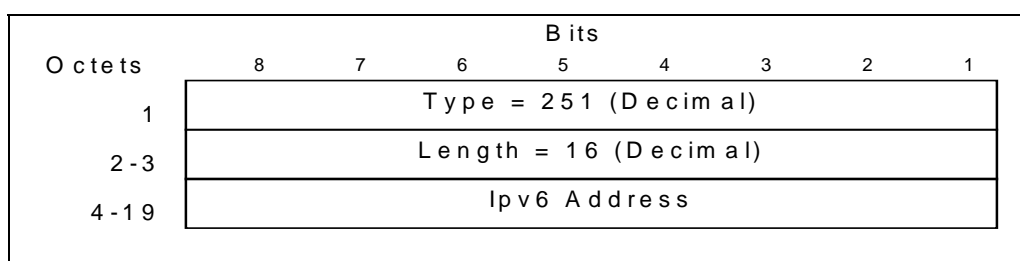 Bits
Octets 8 7 6 5 4 3 2 1
1 Type = 251 (Decimal)
2-3 Length = 16 (Decimal)
4-19 Ipv6 Address